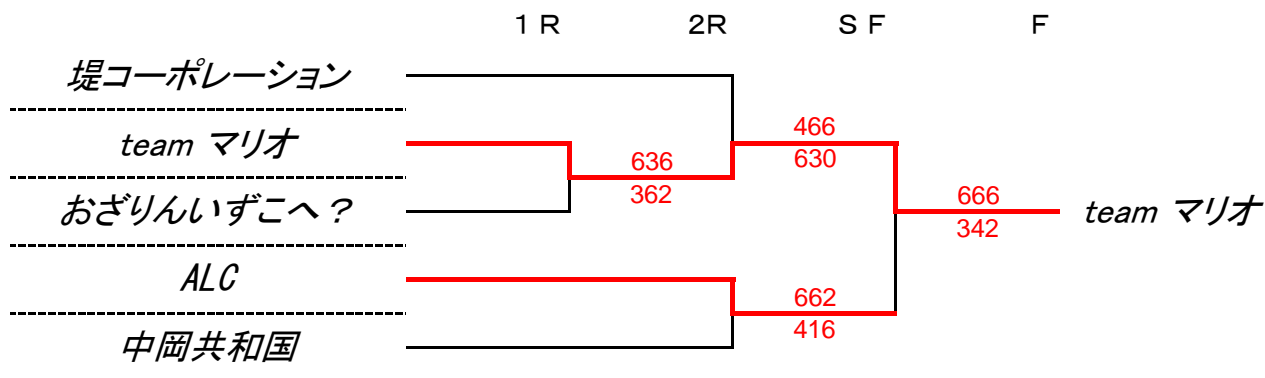 １R 2R ＳＦ F
堤コーポレーション
team マリオ
466
636
630
おざりんいずこへ？
362
666
team マリオ
342
ALC
662
416
中岡共和国